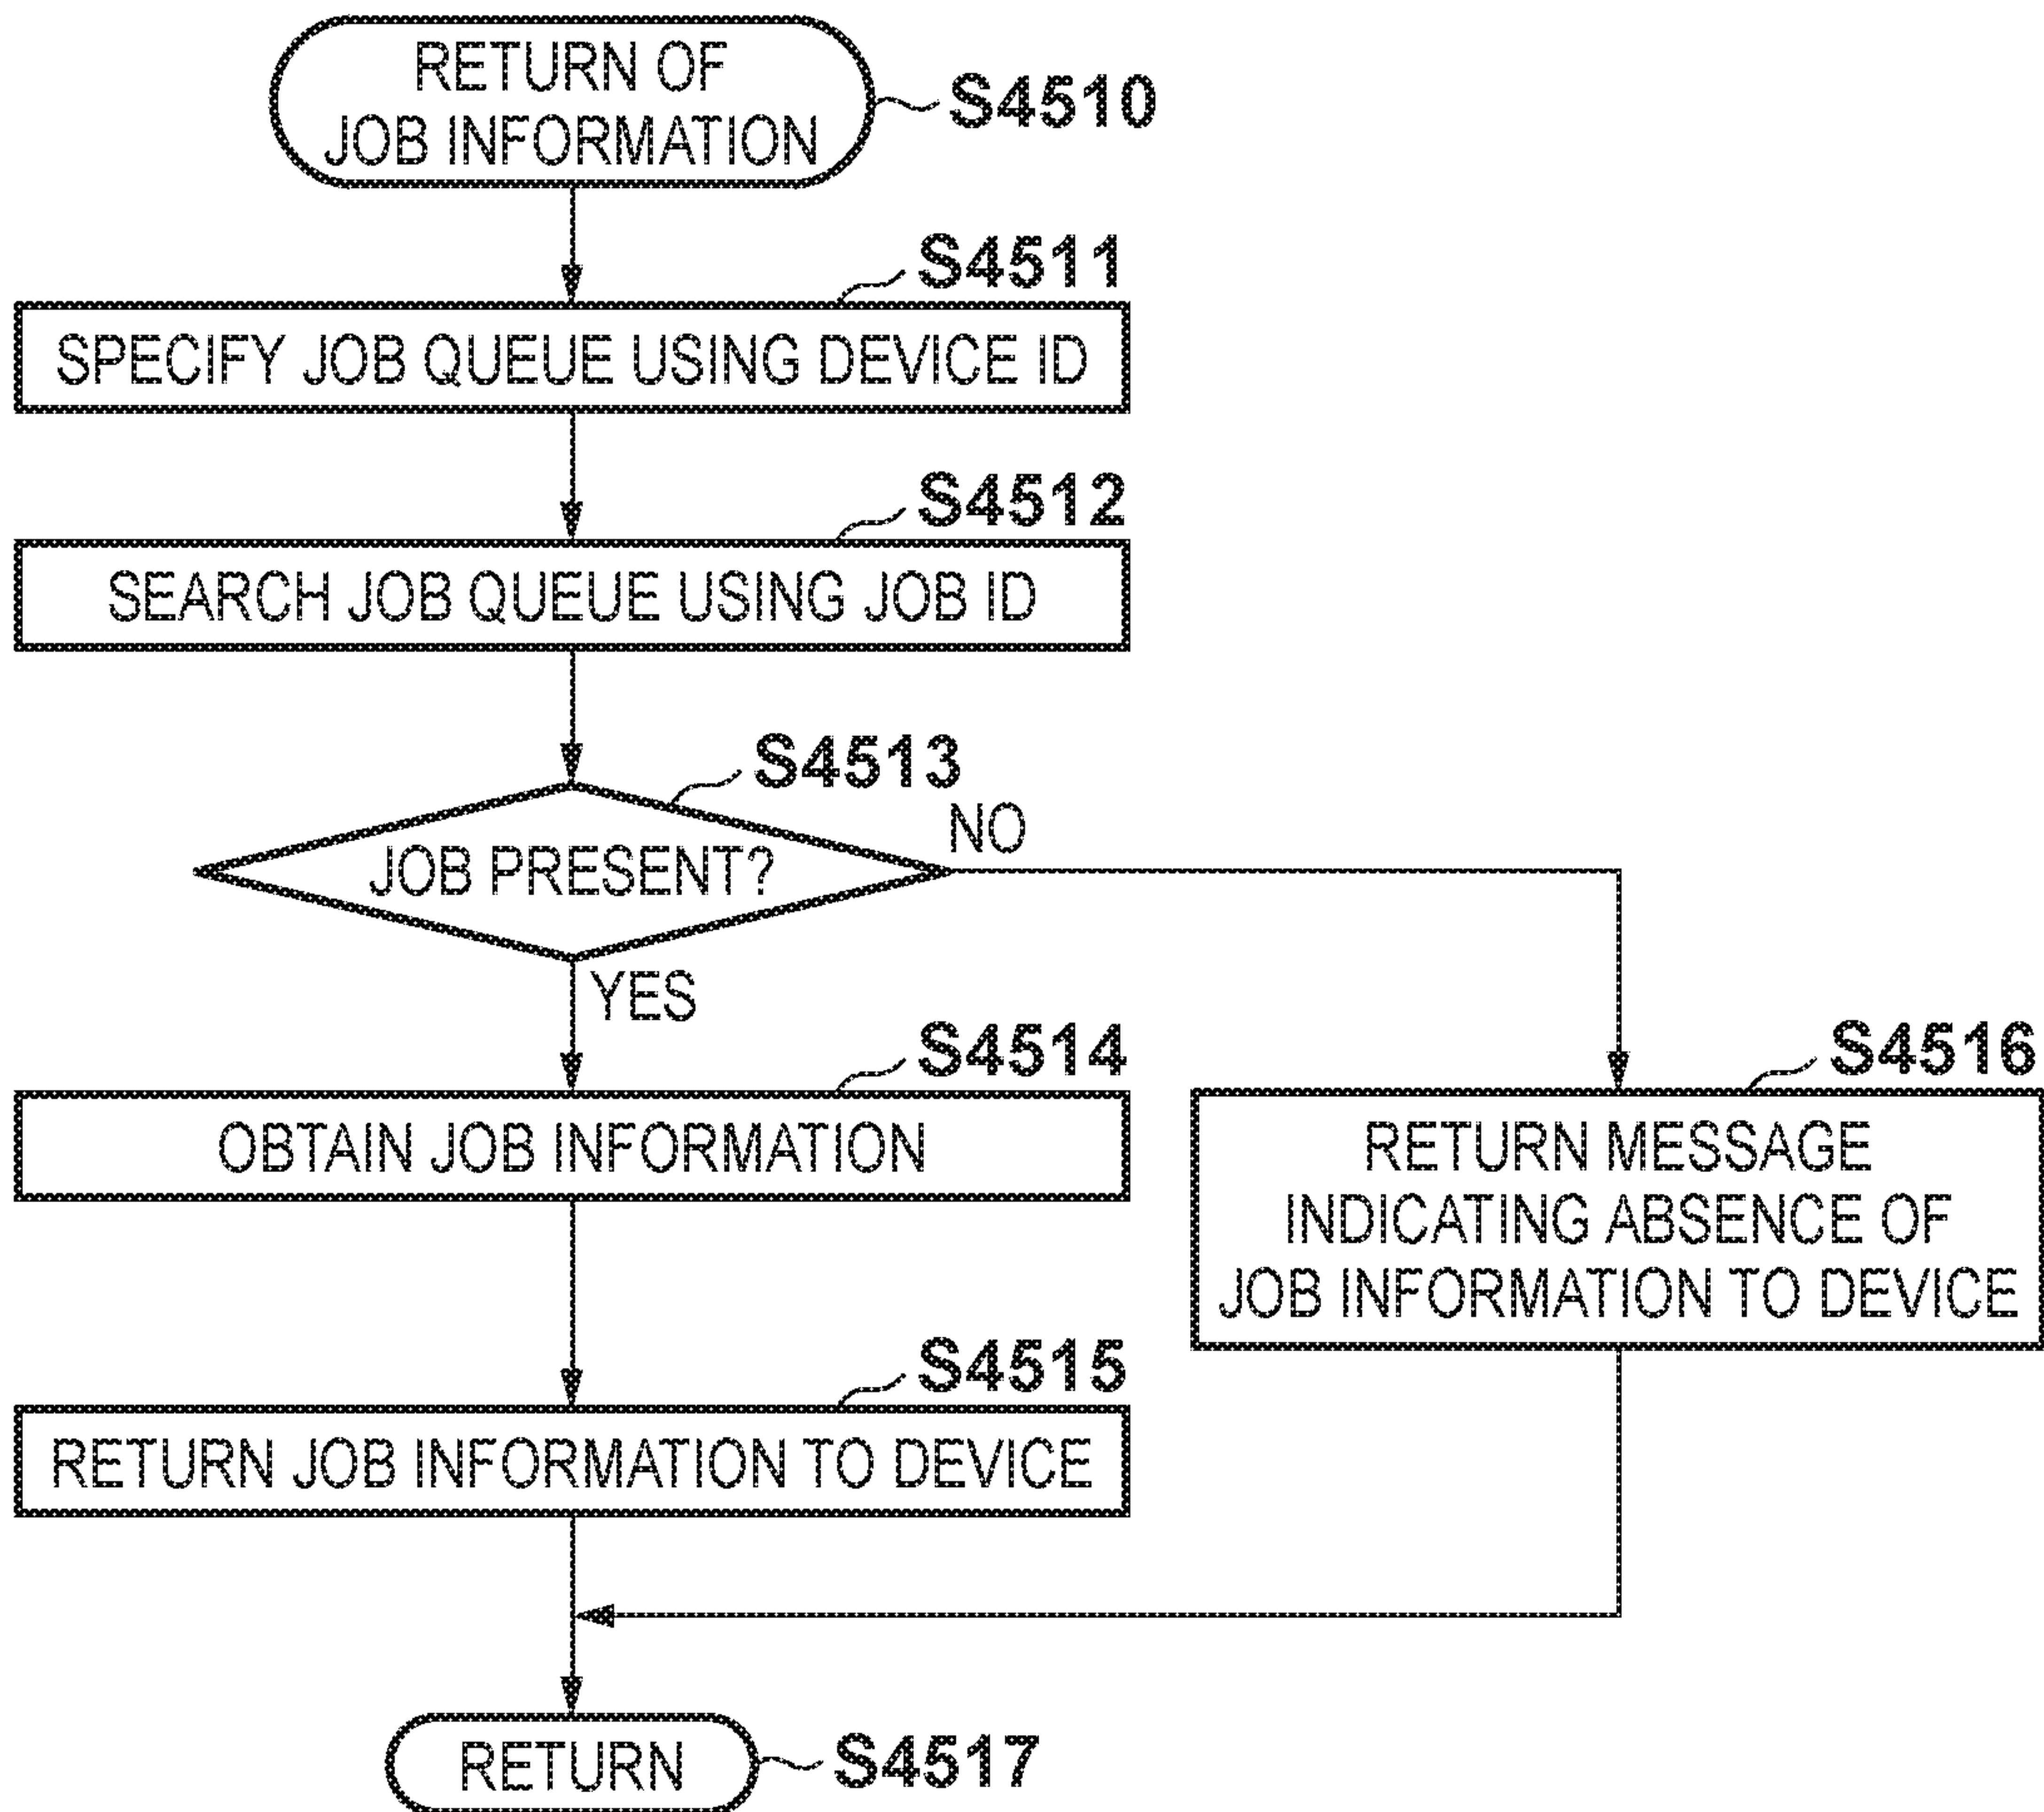 RETURN OF
JOB INFORMATION
S4510
S4511
SPECIFY JOB QUEUE USING DEVICE ID
S4512
SEARCH JOB QUEUE USING JOB ID
S4513
JOB PRESENT?
NO
YES
S4514
OBTAIN JOB INFORMATION
S4516
RETURN MESSAGE
INDICATING ABSENCE OF
JOB INFORMATION TO DEVICE
S4515
RETURN JOB INFORMATION TO DEVICE
RETURN
S4517